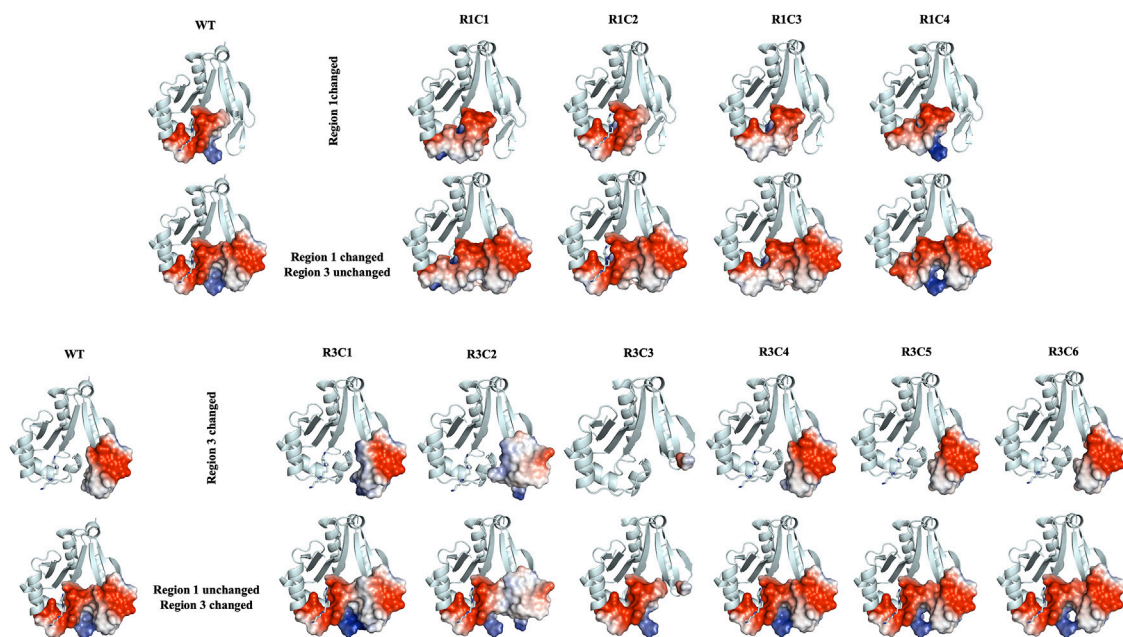 WT
R1C1
R1C2
R1C3
R1C4
Region 1changed
Region 1 changed
Region 3 unchanged
WT
R3C1
R3C2
R3C3
R3C4
R3C5
R3C6
Region 3 changed
Region 1 unchanged
Region 3 changed